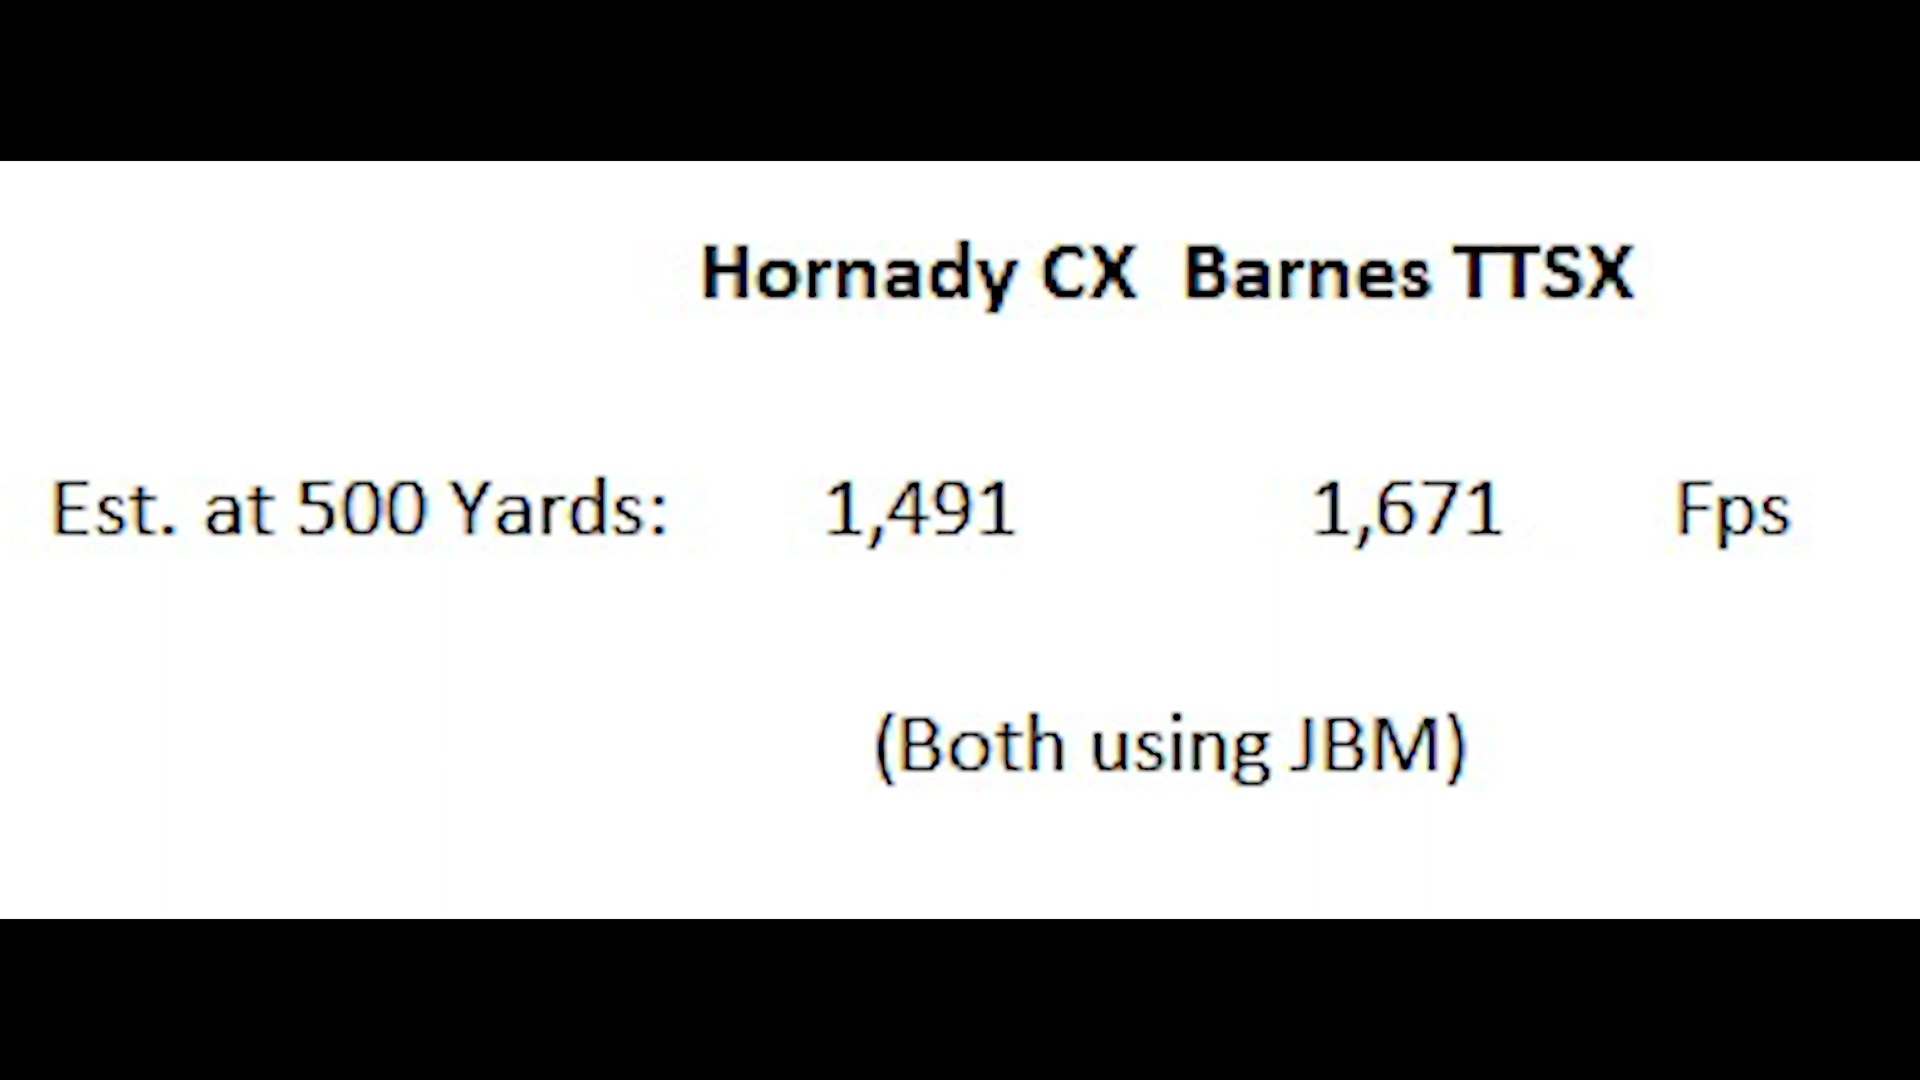 Hornady CX Barnes TTSX
Est. at 500 Yards: 1,491 1,671 Fps
(Both using JBM)